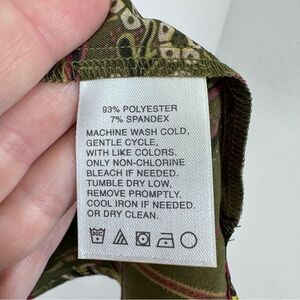 93% POLYESTER
7% SPANDEX
MACHINE WASH COLD,
GENTLE CYCLE,
WITH LIKE COLORS.
ONLY NON-CHLORINE
BLEACH IF NEEDED.
TUMBLE DRY LOW,
REMOVE PROMPTLY.
COOL IRON IF NEEDED.
OR DRY CLEAN.